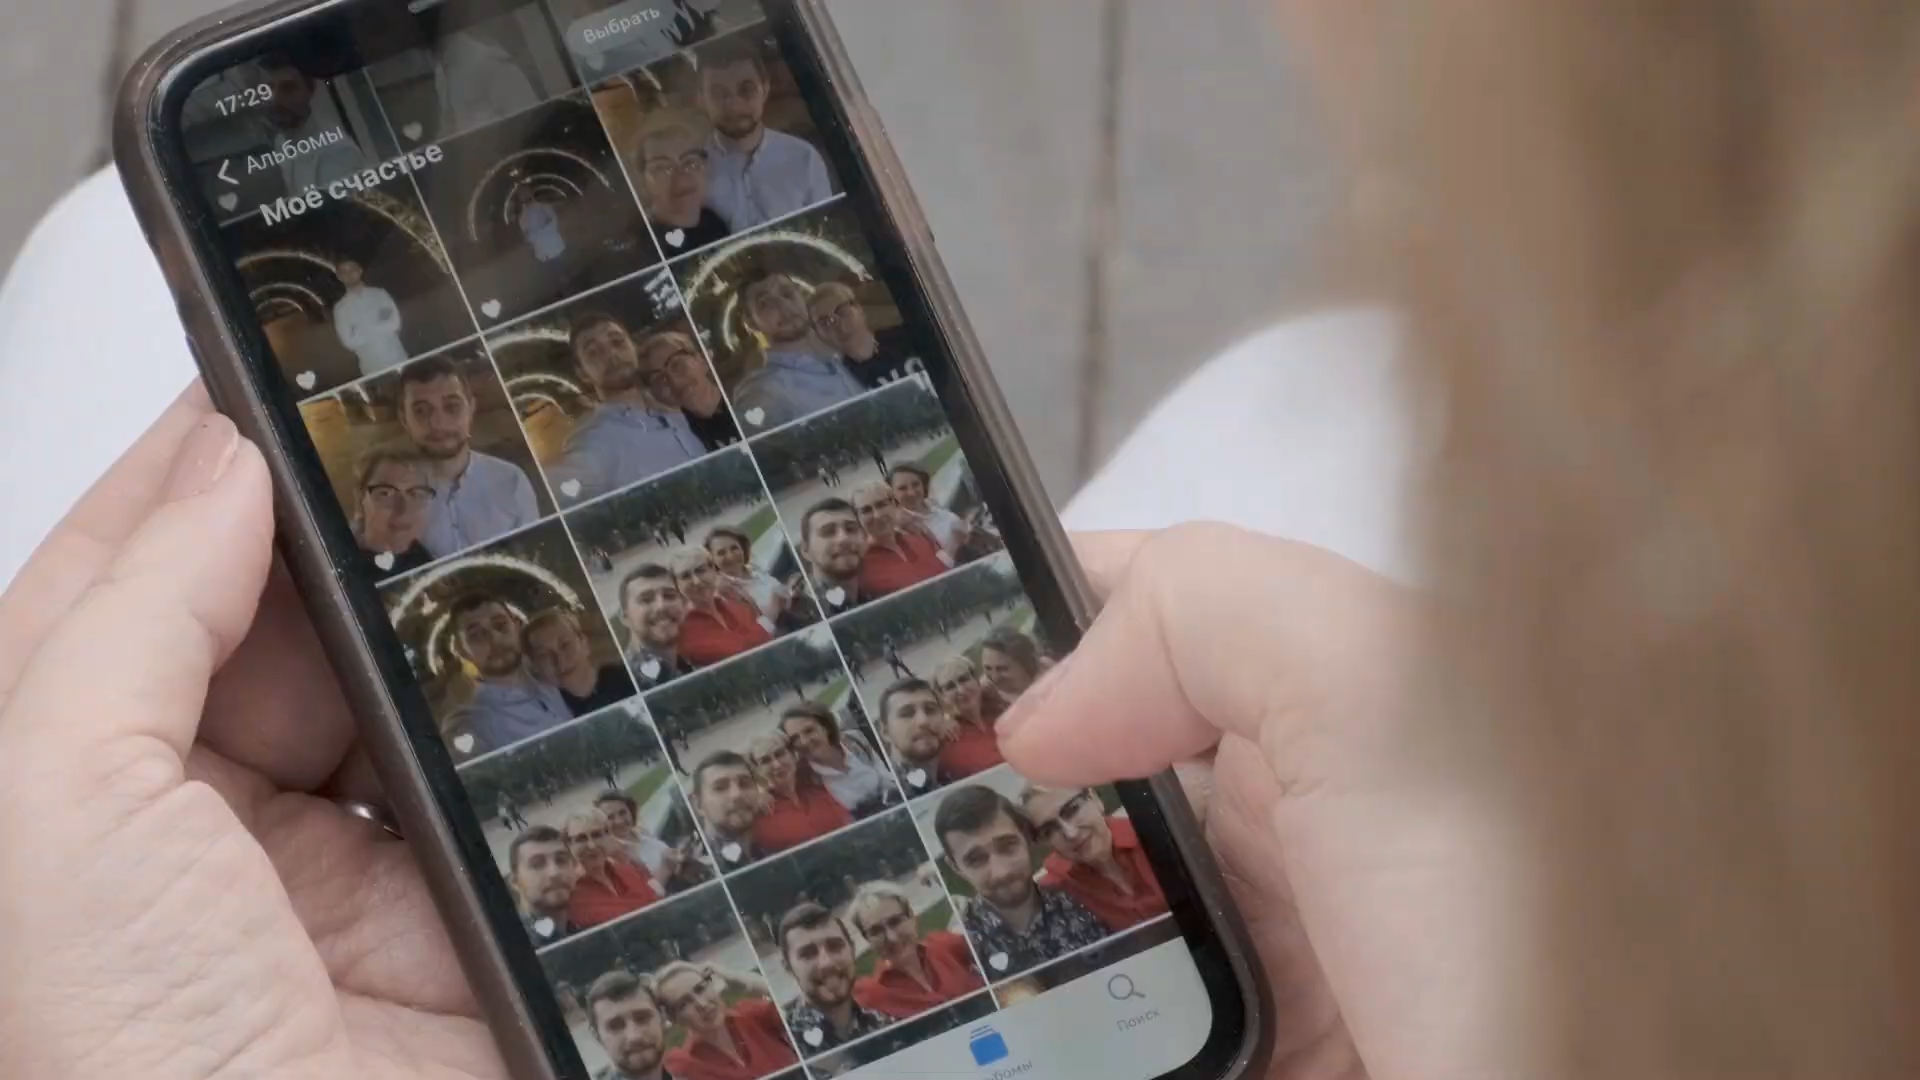 Выбрать
17:29
Альбомы
Моё счастье
Поиск